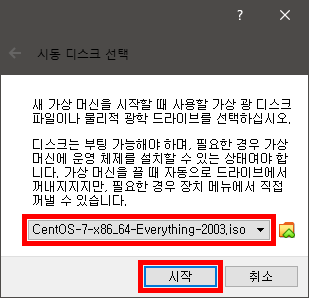 ?
시동 디스크 선택
새 가상 머신을 시작할 때 사용할 가상 광 디스크
파일이나 물리적 광학 드라이브를 선택하십시오.
디스크는 부팅 가능해야 하며, 필요한 경우 가상
머신에 운영 체제를 설치할 수 있는 상태여야 합
니다. 가상 머신을 끌 때 자동으로 드라이브에서
꺼내지지지만, 필요한 경우 장치 메뉴에서 직접
꺼낼 수 있습니다.
CentOS-7-x86_64-Everything-2003.iso
시작
취소